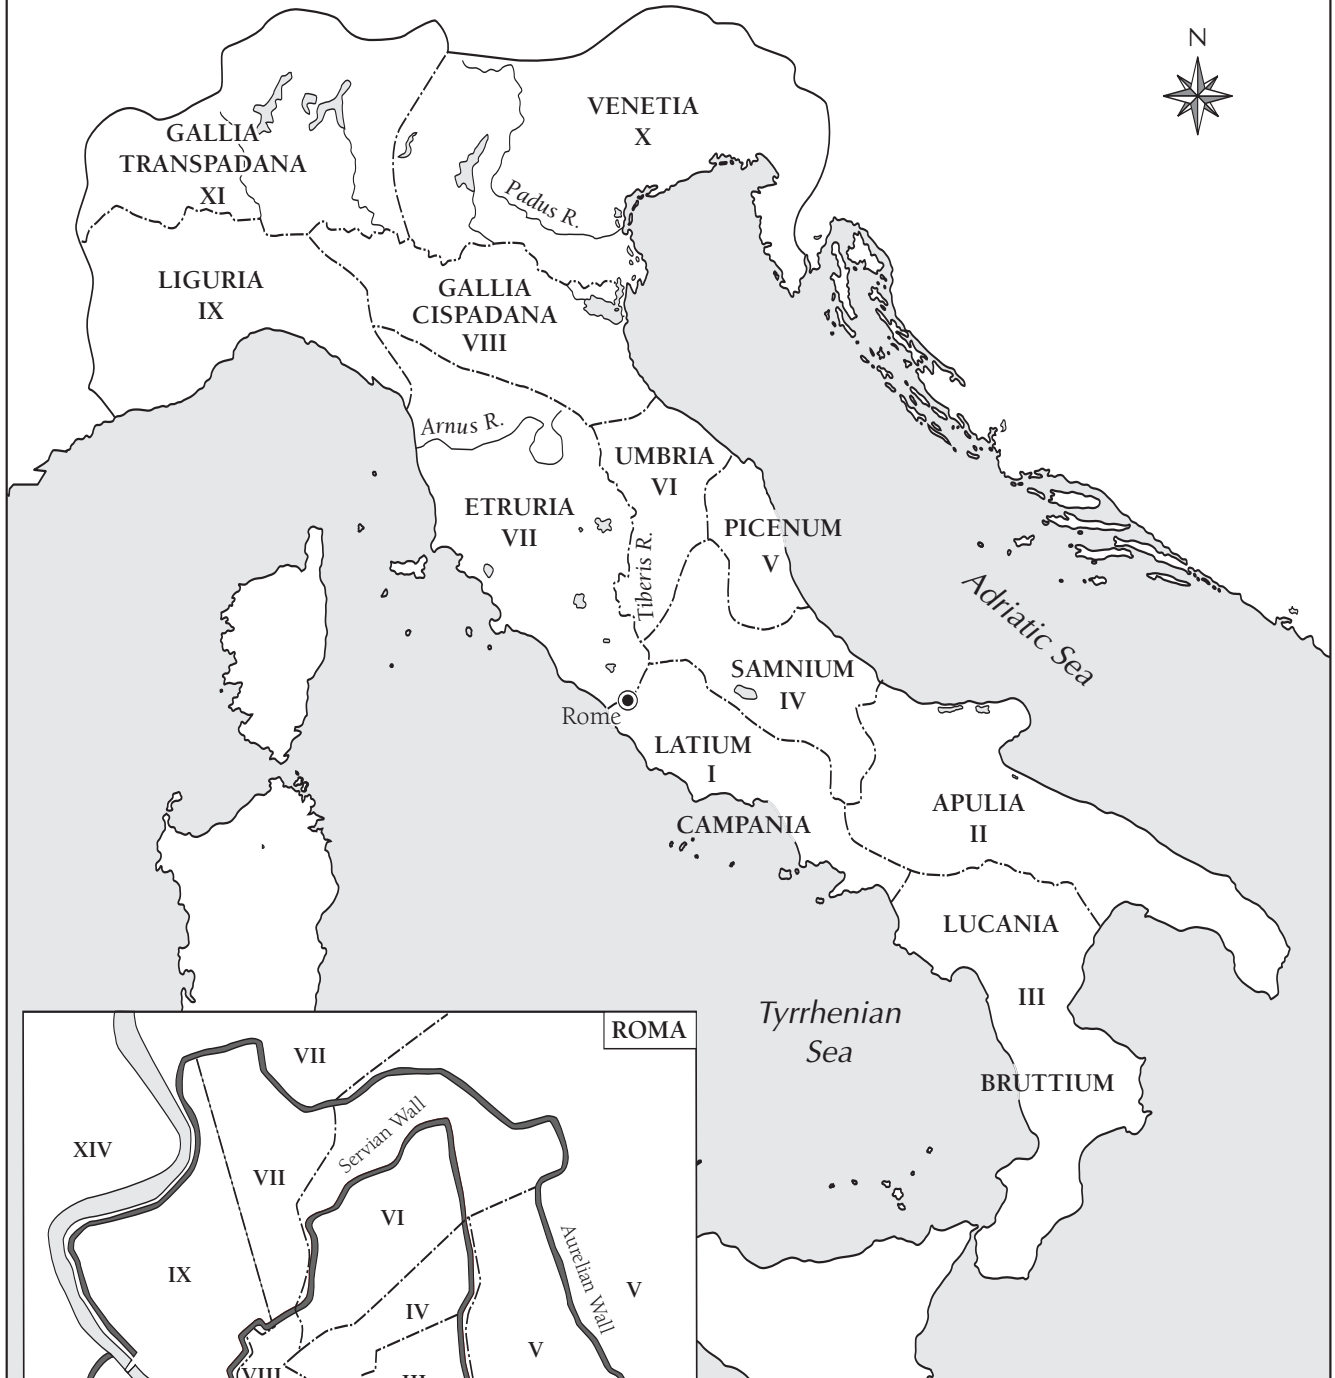 N
VENETIA
X
GALLIA
TRANSPADANA
XI
Padus R.
LIGURIA
IX
GALLIA
CISPADANA
VIII
Arnus R.
UMBRIA
VI
ETRURIA
VII
PICENUM
V
Tiberis R.
Adriatic Sea
SAMNIUM
IV
Rome
LATIUM
I
CAMPANIA
APULIA
II
LUCANIA
III
Tyrrhenian
Sea
BRUTTIUM
ROMA
VII
XIV
Servian Wall
VII
VI
IX
Aurelian Wall
V
IV
V
VIII
III